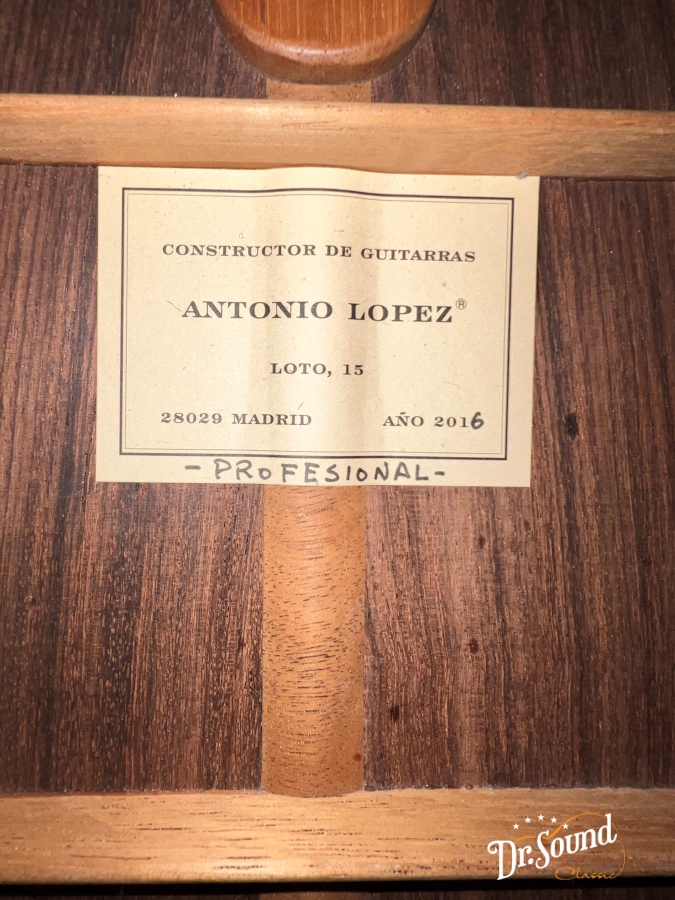 CONSTRUCTOR DE GUITARRAS
ANTONIO LOPEZ®
LOTO, 15
28029 MADRID AÑO 2016
-PROFESIONAL-
Dr.Sound
Classic